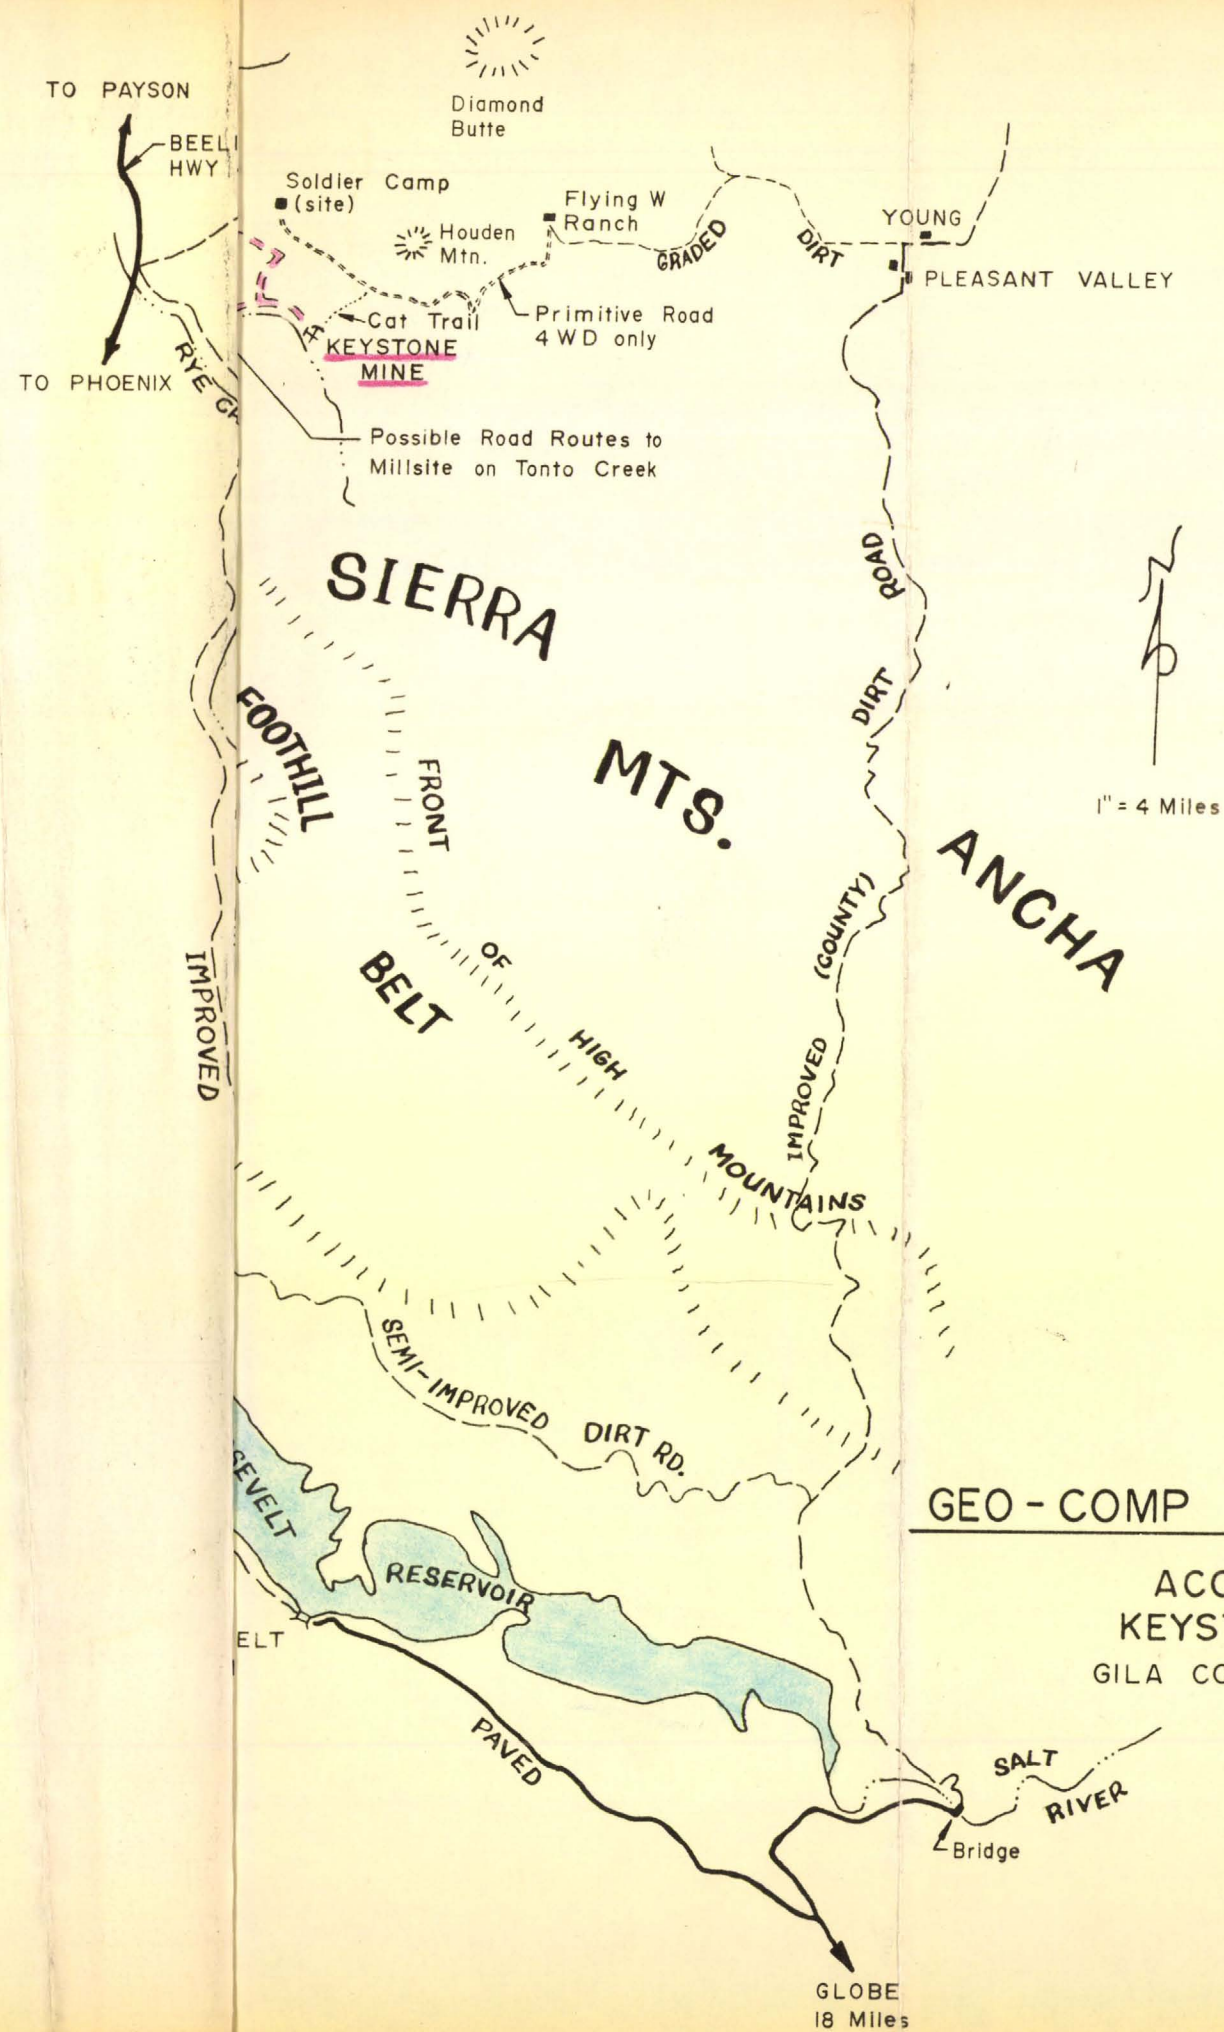 TO PAYSON
BEELI
HWY
Diamond
Butte
Soldier Camp
(site)
Houden
Mtn.
Flying W
Ranch
GRADED
DIRT
YOUNG
PLEASANT VALLEY
Cat Trail
Primitive Road
4 WD only
KEYSTONE
MINE
TO PHOENIX
RYE
Possible Road Routes to
Millsite on Tonto Creek
SIERRA
ROAD
DIRT
FOOTHILL
FRONT
MTS.
1" = 4 Miles
ANCHA
(COUNTY)
IMPROVED
OF
BELT
HIGH
IMPROVED
MOUNTAINS
SEMI-IMPROVED DIRT RD.
SEVELT
RESERVOIR
ELT
GEO-COMP
ACC
KEYS
GILA CO
PAVED
SALT
RIVER
Bridge
GLOBE
18 Miles